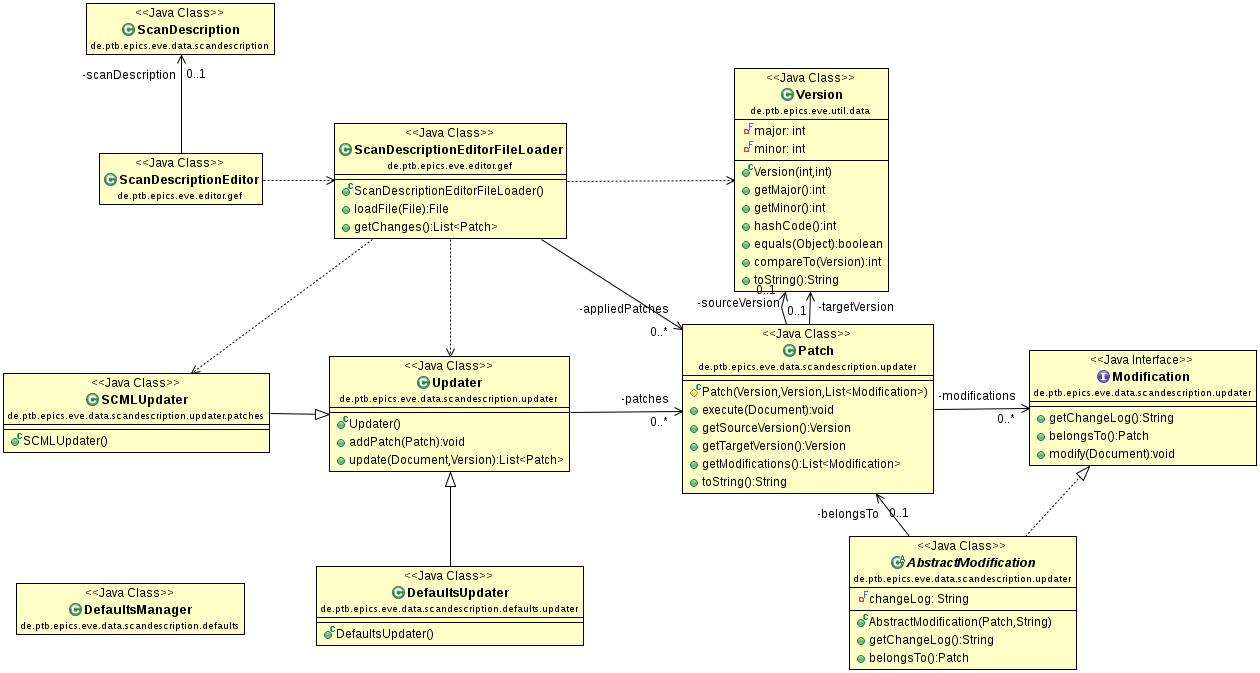 <<Java Class>>
ScanDescription
de.ptb.epics.eve.data.scandescription
-scanDescription
0..1
<<Java Class>>
ScanDescriptionEditor
de.ptb.epics.eve.editor.gef
<<Java Class>>
ScanDescriptionEditorFileLoader
de.ptb.epics.eve.editor.gef
ScanDescriptionEditorFileLoader()
loadFile(File):File
getChanges():List<Patch>
<<Java Class>>
Version
de.ptb.epics.eve.util.data
major: int
minor: int
Version(int,int)
getMajor():int
getMinor():int
hashCode():int
equals(Object):boolean
compareTo(Version):int
toString():String
0..1
-sourceVersion
0..1
-targetVersion
-appliedPatches
0..*
<<Java Class>>
SCMLUpdater
de.ptb.epics.eve.data.scandescription.updater.patches
SCMLUpdater()
<<Java Class>>
Updater
de.ptb.epics.eve.data.scandescription.updater
Updater()
addPatch(Patch):void
update(Document,Version):List<Patch>
-patches
0..*
<<Java Class>>
Patch
de.ptb.epics.eve.data.scandescription.updater
Patch(Version,Version,List<Modification>)
execute(Document):void
getSourceVersion():Version
getTargetVersion():Version
getModifications():List<Modification>
toString():String
-modifications
0..*
<<Java Interface>>
Modification
de.ptb.epics.eve.data.scandescription.updater
getChangeLog():String
belongsTo():Patch
modify(Document):void
-belongsTo
0..1
<<Java Class>>
AbstractModification
de.ptb.epics.eve.data.scandescription.updater
changeLog: String
AbstractModification(Patch,String)
getChangeLog():String
belongsTo():Patch
<<Java Class>>
DefaultsUpdater
de.ptb.epics.eve.data.scandescription.defaults.updater
DefaultsUpdater()
<<Java Class>>
DefaultsManager
de.ptb.epics.eve.data.scandescription.defaults